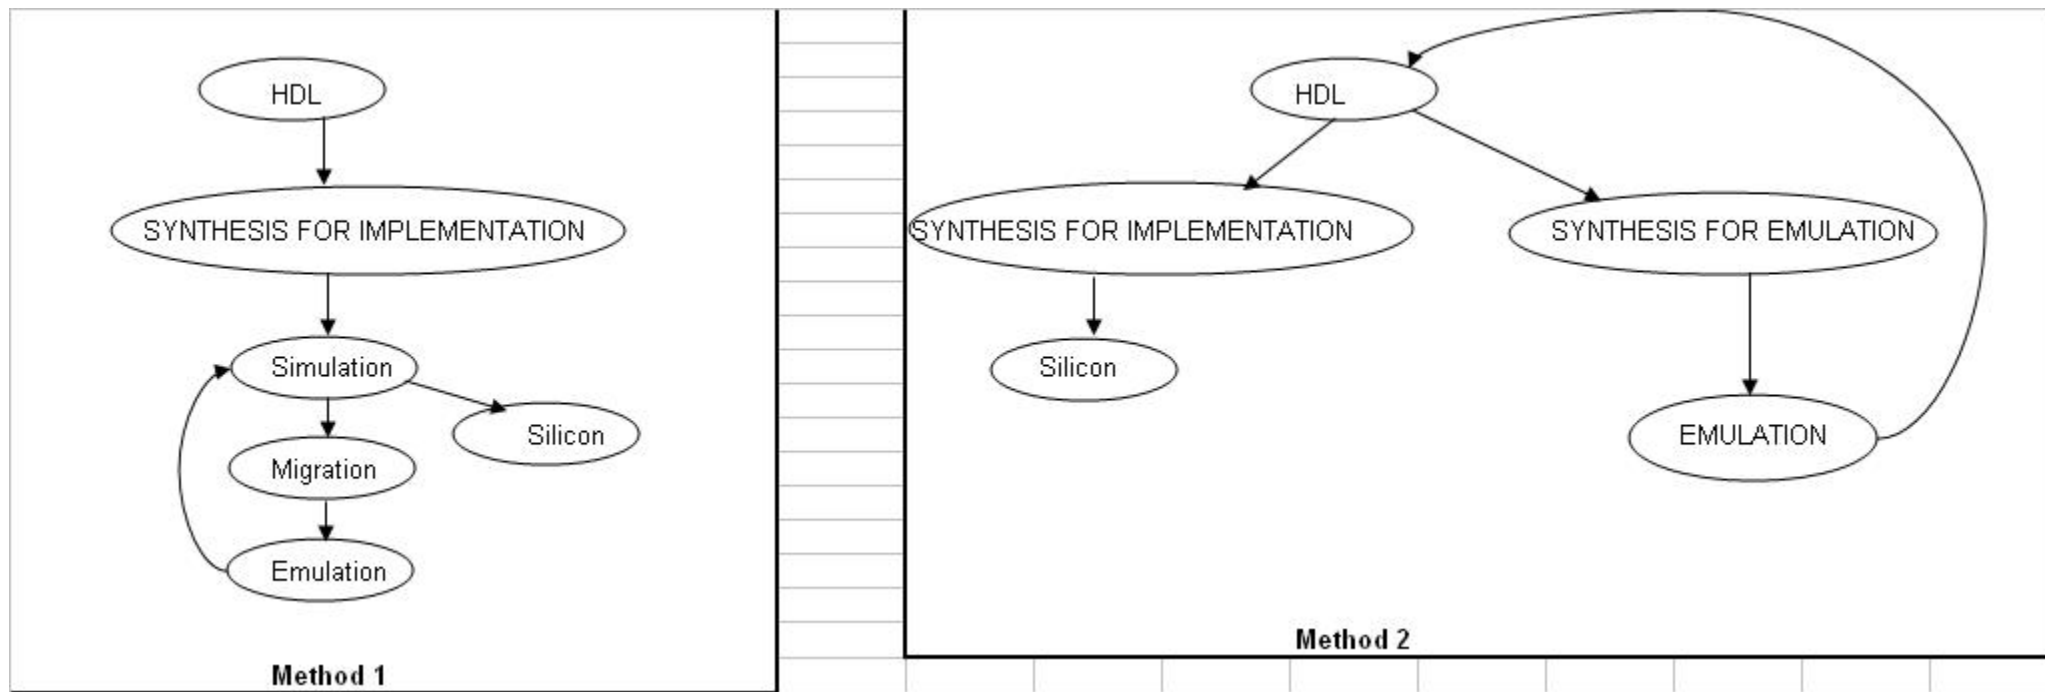 HDL
SYNTHESIS FOR IMPLEMENTATION
Simulation
Silicon
Migration
Emulation
Method 1
HDL
SYNTHESIS FOR IMPLEMENTATION
SYNTHESIS FOR EMULATION
Silicon
EMULATION
Method 2